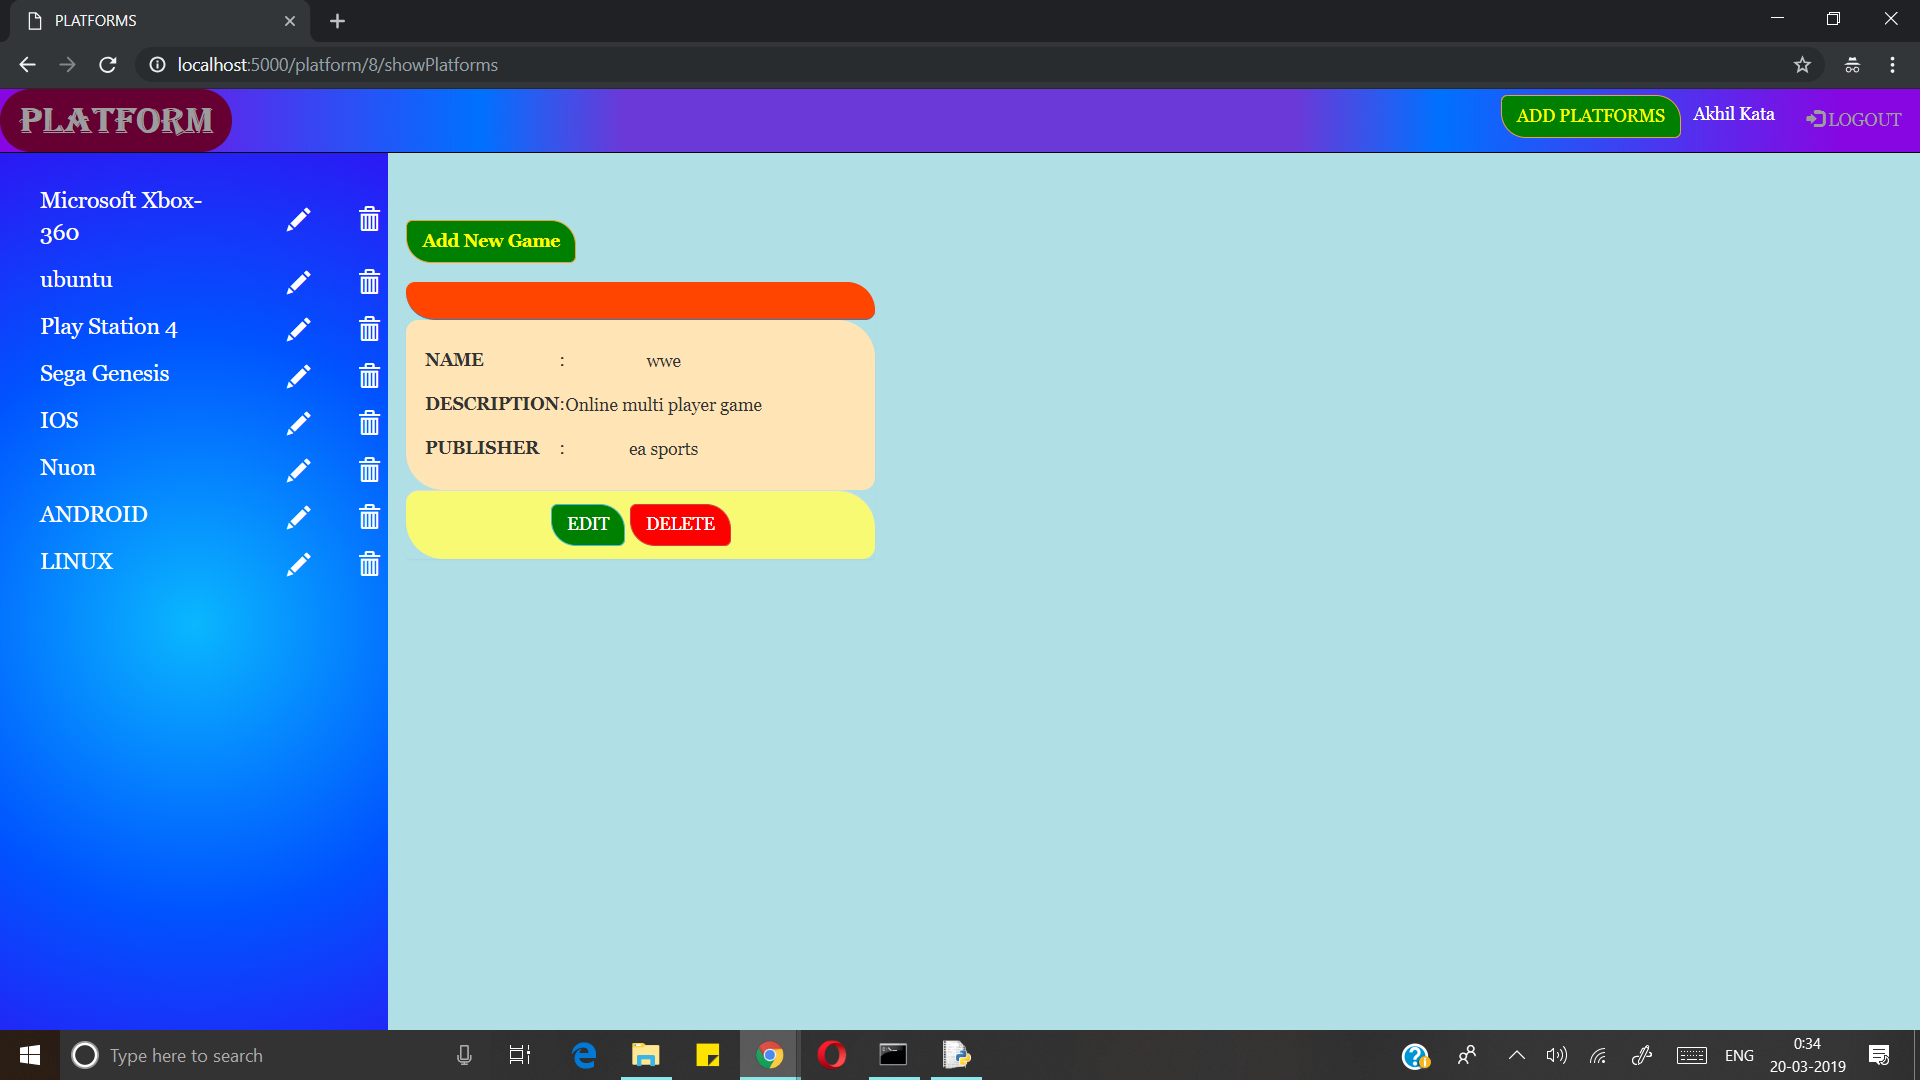 PLATFORMS
localhost:5000/platform/8/showPlatforms
PLATFORM
ADD PLATFORMS
Akhil Kata
LOGOUT
Microsoft Xbox-
360
ubuntu
Play Station 4
Sega Genesis
IOS
Nuon
ANDROID
LINUX
Add New Game
NAME : wwe
DESCRIPTION:Online multi player game
PUBLISHER : ea sports
EDIT DELETE
Type here to search
ENG
0:34
20-03-2019